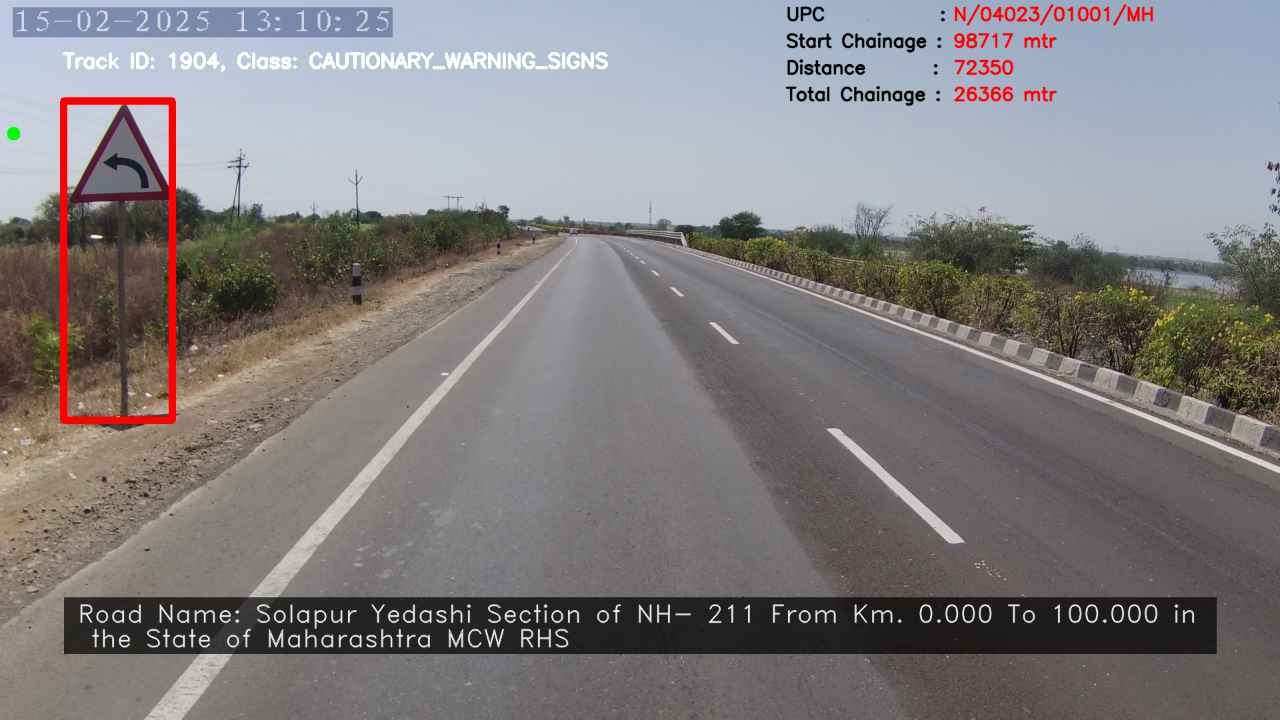 15-02-2025 13:10:25
Track ID: 1904, Class: CAUTIONARY_WARNING_SIGNS
UPC : N/04023/01001/MH
Start Chainage : 98717 mtr
Distance : 72350
Total Chainage : 26366 mtr
Road Name: Solapur Yedashi Section of NH- 211 From Km. 0.000 To 100.000 in
the State of Maharashtra MCW RHS